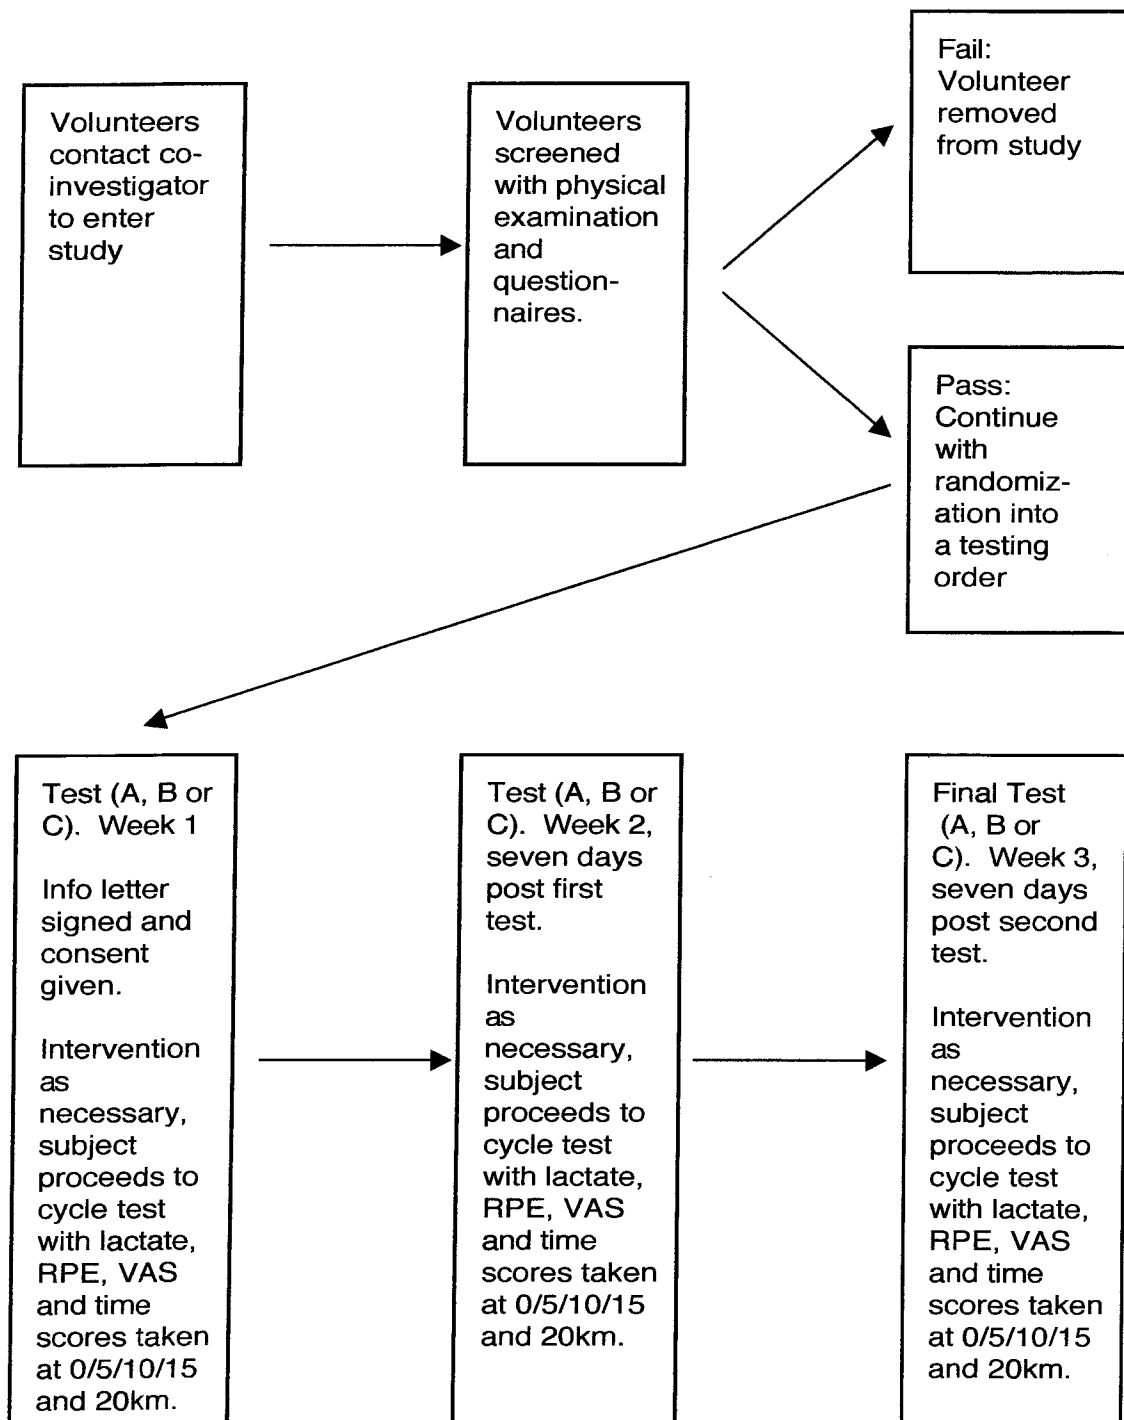 Volunteers
contact co-
investigator
to enter
study
Volunteers
screened
with physical
examination
and
question-
naires.
Fail:
Volunteer
removed
from study
Pass:
Continue
with
randomiz-
ation into
a testing
order
Test (A, B or
C). Week 1
Info letter
signed and
consent
given.
Intervention
as
necessary,
subject
proceeds to
cycle test
with lactate,
RPE, VAS
and time
scores taken
at 0/5/10/15
and 20km.
Test (A, B or
C). Week 2,
seven days
post first
test.
Intervention
as
necessary,
subject
proceeds to
cycle test
with lactate,
RPE, VAS
and time
scores taken
at 0/5/10/15
and 20km.
Final Test
(A, B or
C). Week 3,
seven days
post second
test.
Intervention
as
necessary,
subject
proceeds to
cycle test
with lactate,
RPE, VAS
and time
scores taken
at 0/5/10/15
and 20km.